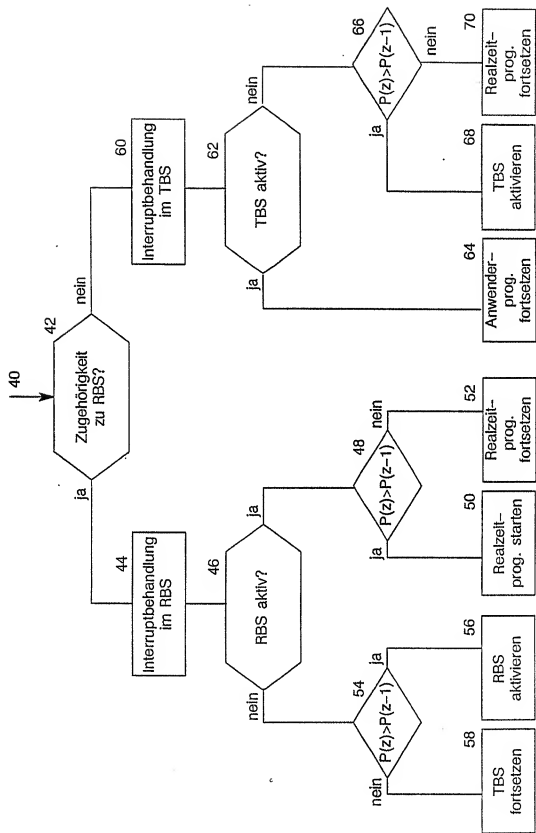 40
42
Zugehörigkeit
zu RBS?
ja
nein
44
Interruptbehandlung
im RBS
60
Interruptbehandlung
im TBS
46
RBS aktiv?
nein
ja
62
TBS aktiv?
ja
nein
54
P(z)>P(z-1)
nein
ja
48
P(z)>P(z-1)
ja
nein
66
P(z)>P(z-1)
ja
nein
58
TBS
fortsetzen
56
RBS
aktivieren
50
Realzeit-
prog. starten
52
Realzeit-
prog.
fortsetzen
64
Anwender-
prog.
fortsetzen
68
TBS
aktivieren
70
Realzeit-
prog.
fortsetzen